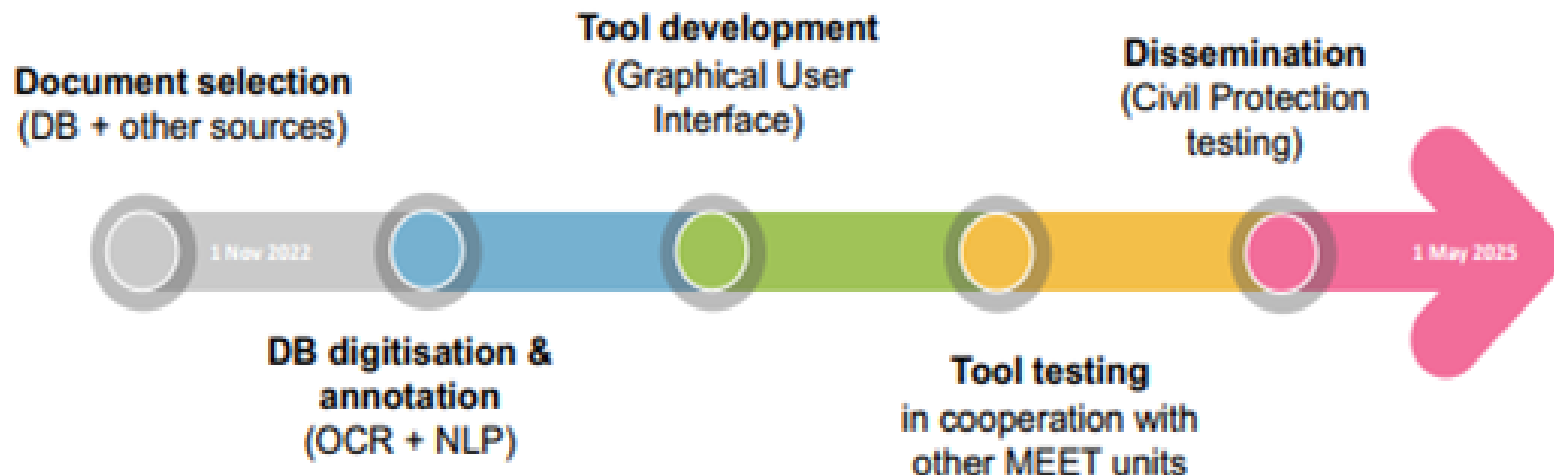 Document selection
(DB + other sources)
Tool development
(Graphical User
Interface)
Dissemination
(Civil Protection
testing)
1 Nov 2022
1 May 2025
DB digitisation &
annotation
(OCR + NLP)
Tool testing
in cooperation with
other MEET units